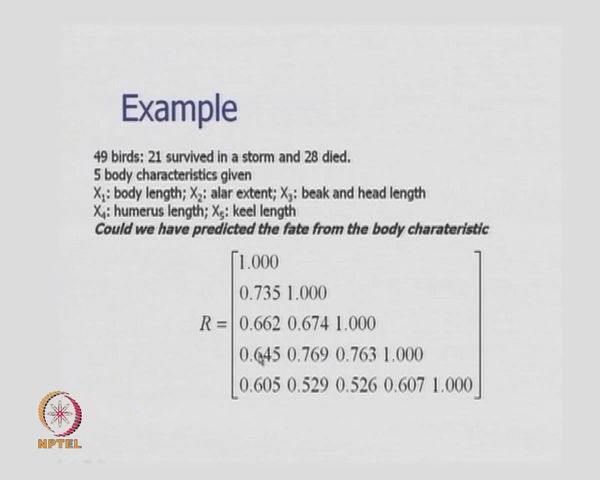 Example
49 birds: 21 survived in a storm and 28 died.
5 body characteristics given
X₁: body length; X₂: alar extent; X₃: beak and head length
X₄: humerus length; X₅: keel length
Could we have predicted the fate from the body charateristic
1.000
0.735 1.000
R = 0.662 0.674 1.000
0.645 0.769 0.763 1.000
0.605 0.529 0.526 0.607 1.000
NPTEL